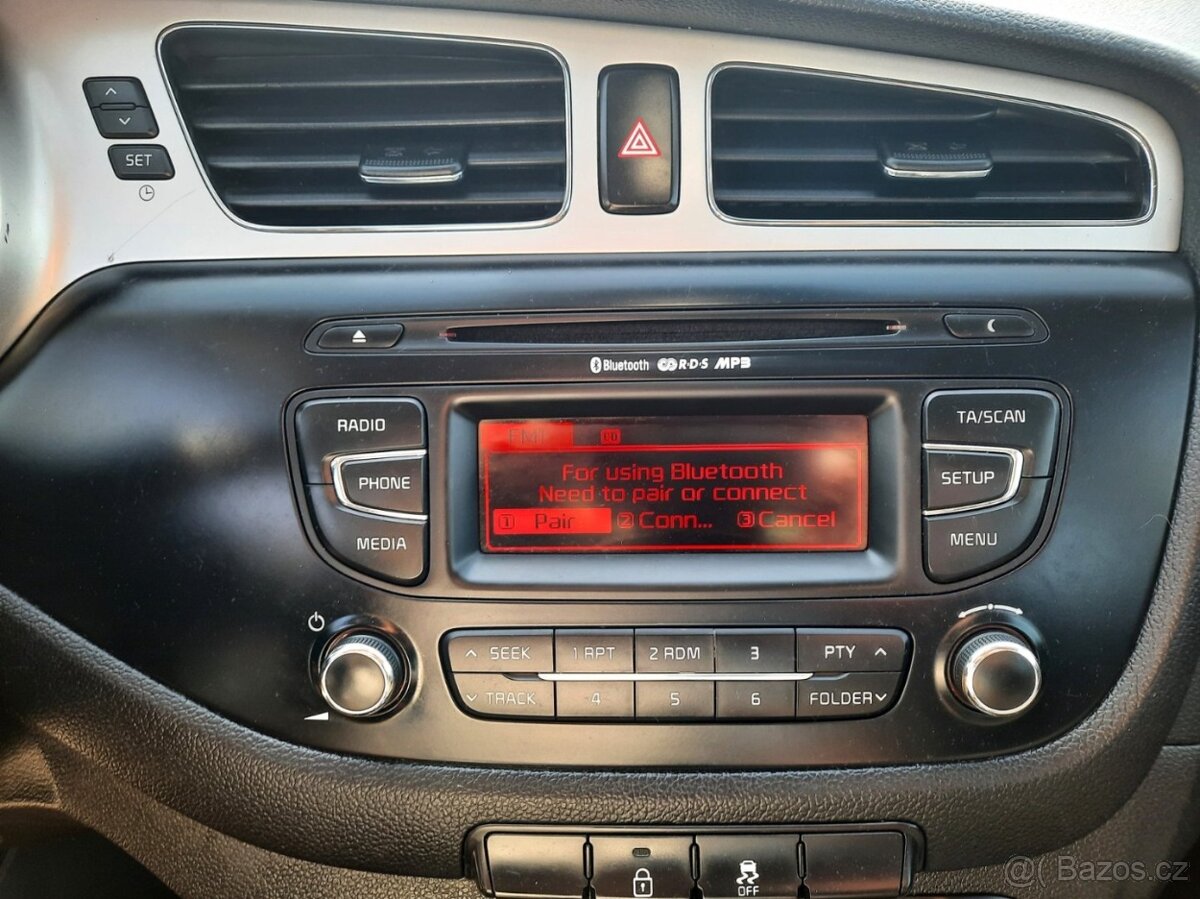 SET
Bluetooth R·D·S MP3
RADIO
PHONE
MEDIA
FM1 CD
For using Bluetooth
Need to pair or connect
1 Pair 2 Conn... 3 Cancel
TA/SCAN
SETUP
MENU
SEEK 1 RPT 2 RDM 3 PTY
TRACK 4 5 6 FOLDER
OFF
@( Bazos.cz